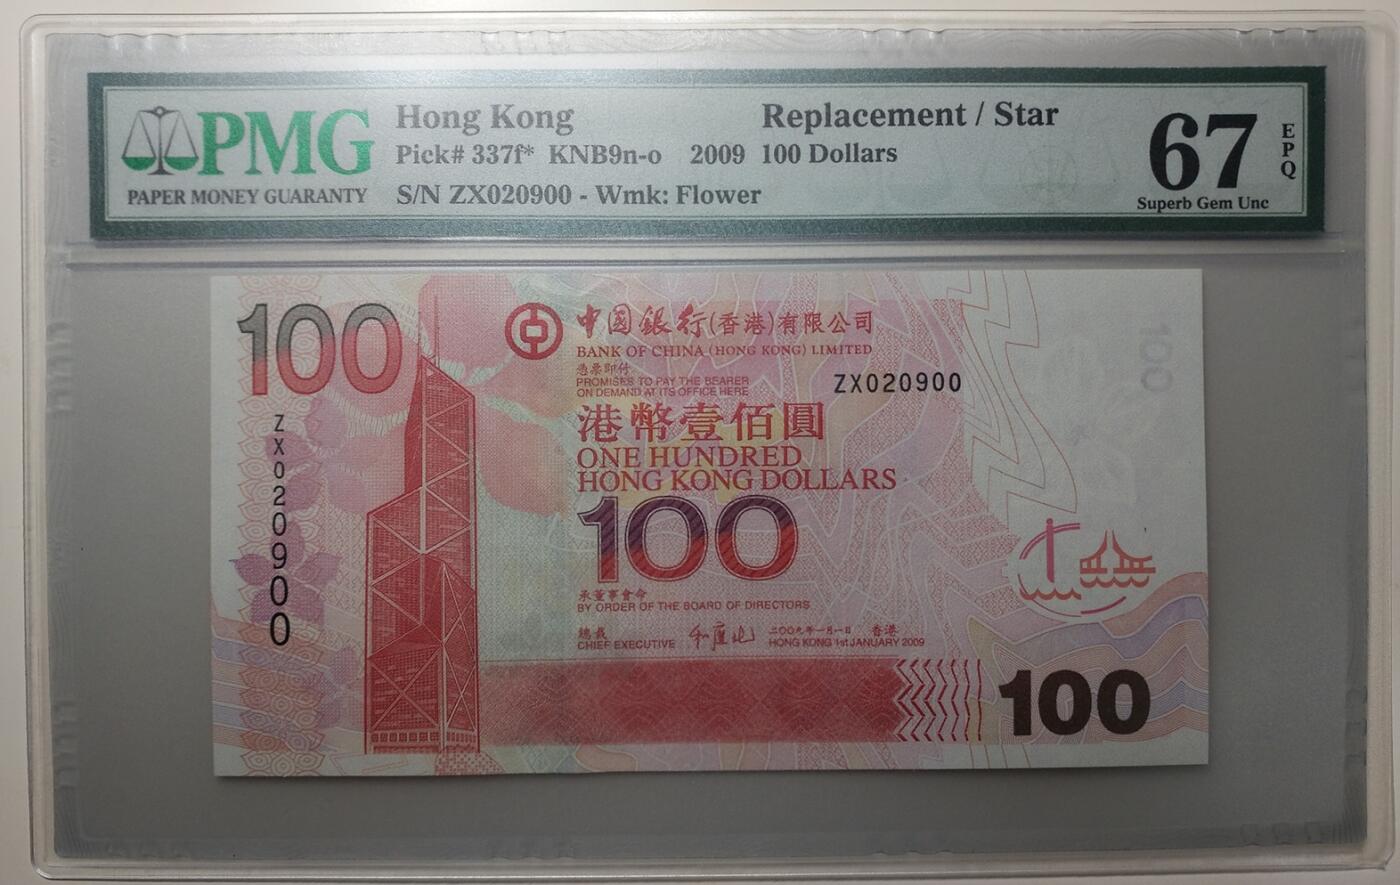 PMG
PAPER MONEY GUARANTY
Hong Kong
Replacement / Star
Pick# 337f* KNB9n-o 2009 100 Dollars
S/N ZX020900 - Wmk: Flower
67
EPQ
Superb Gem Unc
100
中国銀行(香港)有限公司
BANK OF CHINA (HONG KONG) LIMITED
憑票即付
PROMISES TO PAY THE BEARER
ON DEMAND AT ITS OFFICE HERE
ZX020900
ZX020900
港幣壹佰圓
ONE HUNDRED
HONG KONG DOLLARS
100
100
承董事會命
BY ORDER OF THE BOARD OF DIRECTORS
總裁
CHIEF EXECUTIVE
二〇〇九年一月一日 香港
HONG KONG 1st JANUARY 2009
100